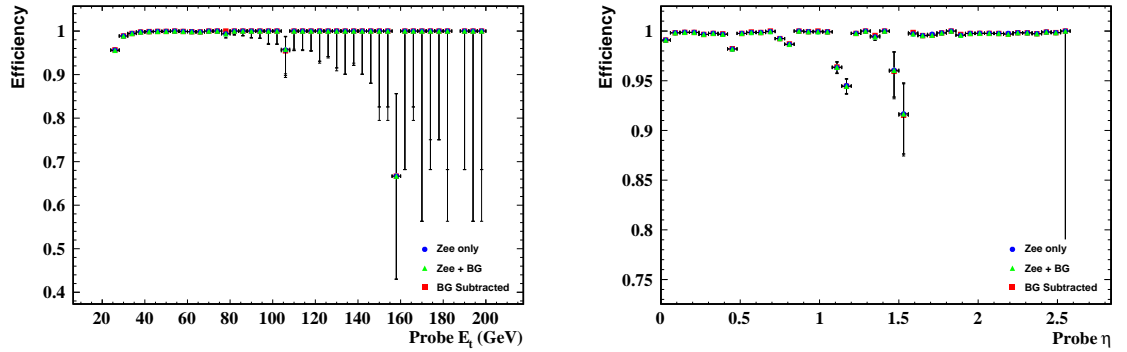 Efficiency
1
0.9
0.8
0.7
0.6
0.5
0.4
Zee only
Zee + BG
BG Subtracted
20 40 60 80 100 120 140 160 180 200
Probe E_t (GeV)
Efficiency
1
0.95
0.9
0.85
0.8
0.75
Zee only
Zee + BG
BG Subtracted
0 0.5 1 1.5 2 2.5
Probe η